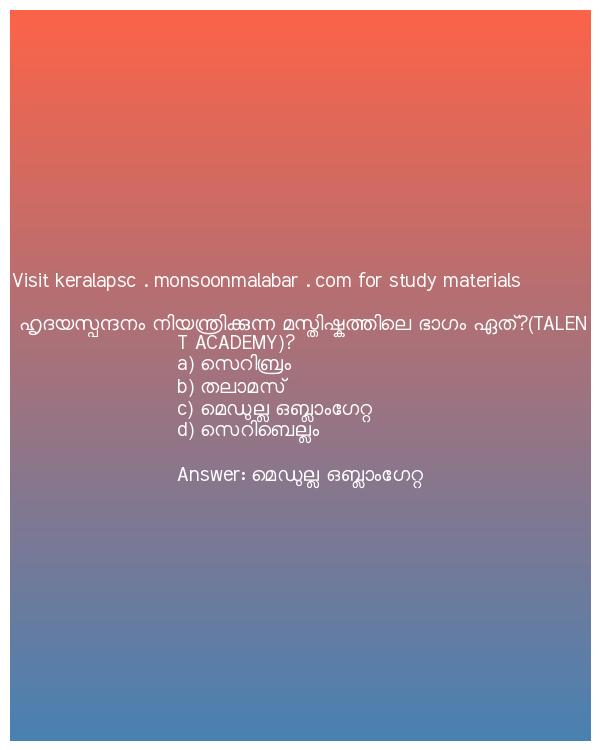 Visit keralapsc . monsoonmalabar . com for study materials
ഹൃദയസ്പന്ദനം നിയന്ത്രിക്കുന്ന മസ്തിഷ്കത്തിലെ ഭാഗം ഏത്?(TALEN
T ACADEMY)?
a) സെറിബ്രം
b) തലാമസ്
c) മെഡുല്ല ഒബ്ലാംഗേറ്റ
d) സെറിബെല്ലം
Answer: മെഡുല്ല ഒബ്ലാംഗേറ്റ